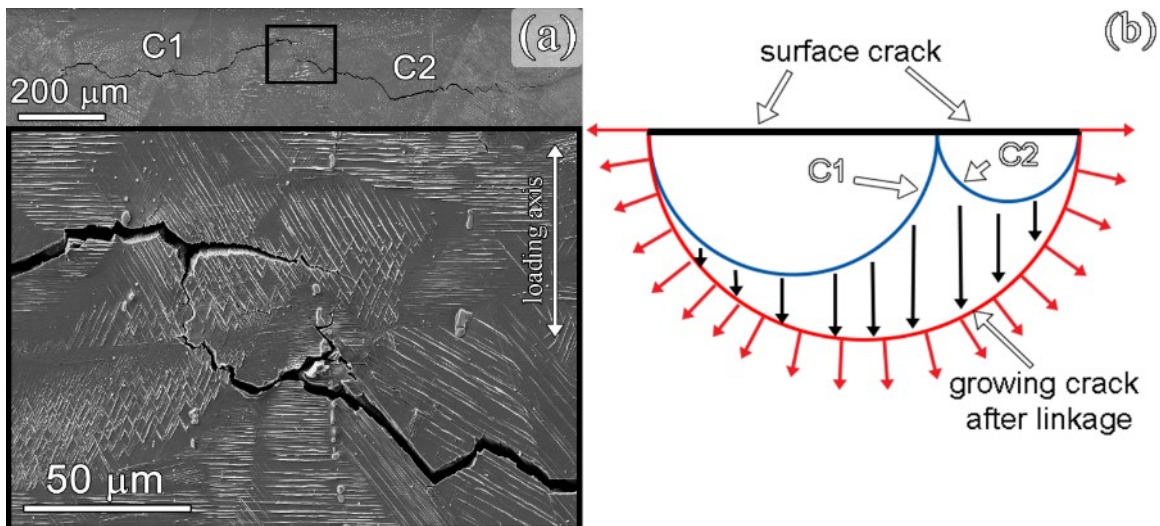 (a)
C1
C2
200 μm
loading axis
50 μm
(b)
surface crack
C1
C2
growing crack
after linkage